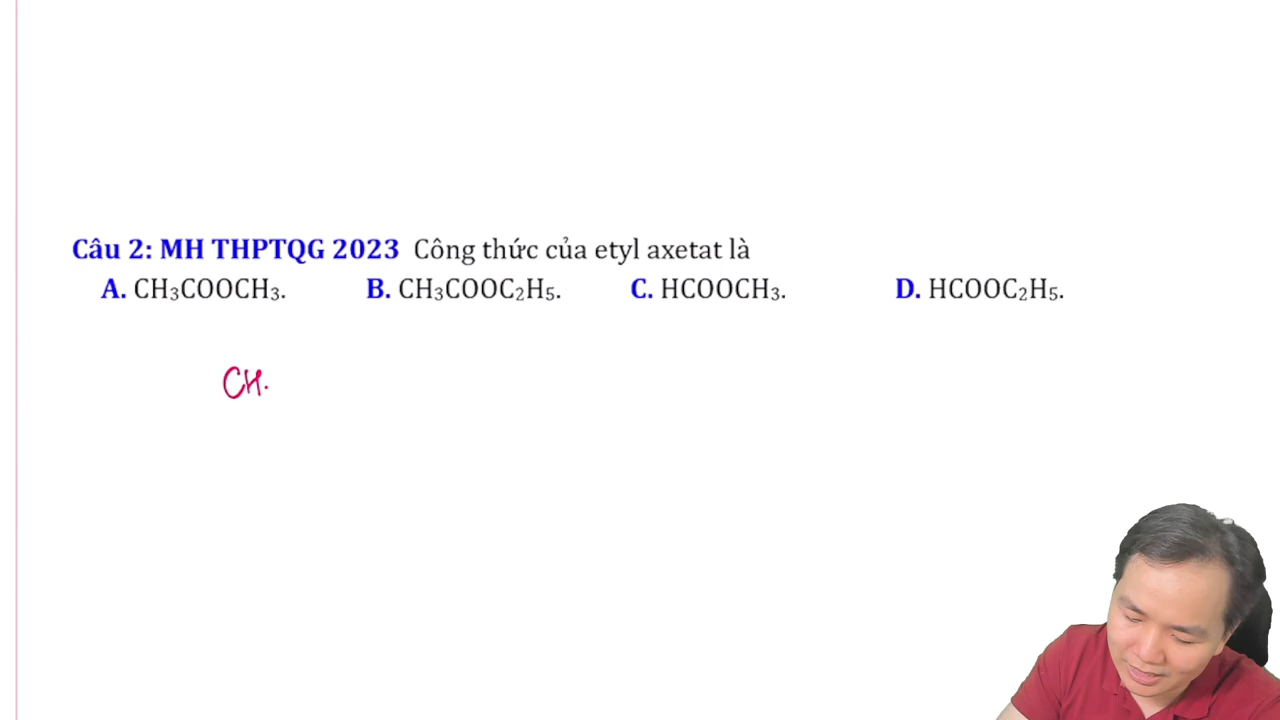 Câu 2: MH THPTQG 2023 Công thức của etyl axetat là
A. CH₃COOCH₃. B. CH₃COOC₂H₅. C. HCOOCH₃. D. HCOOC₂H₅.
CH.